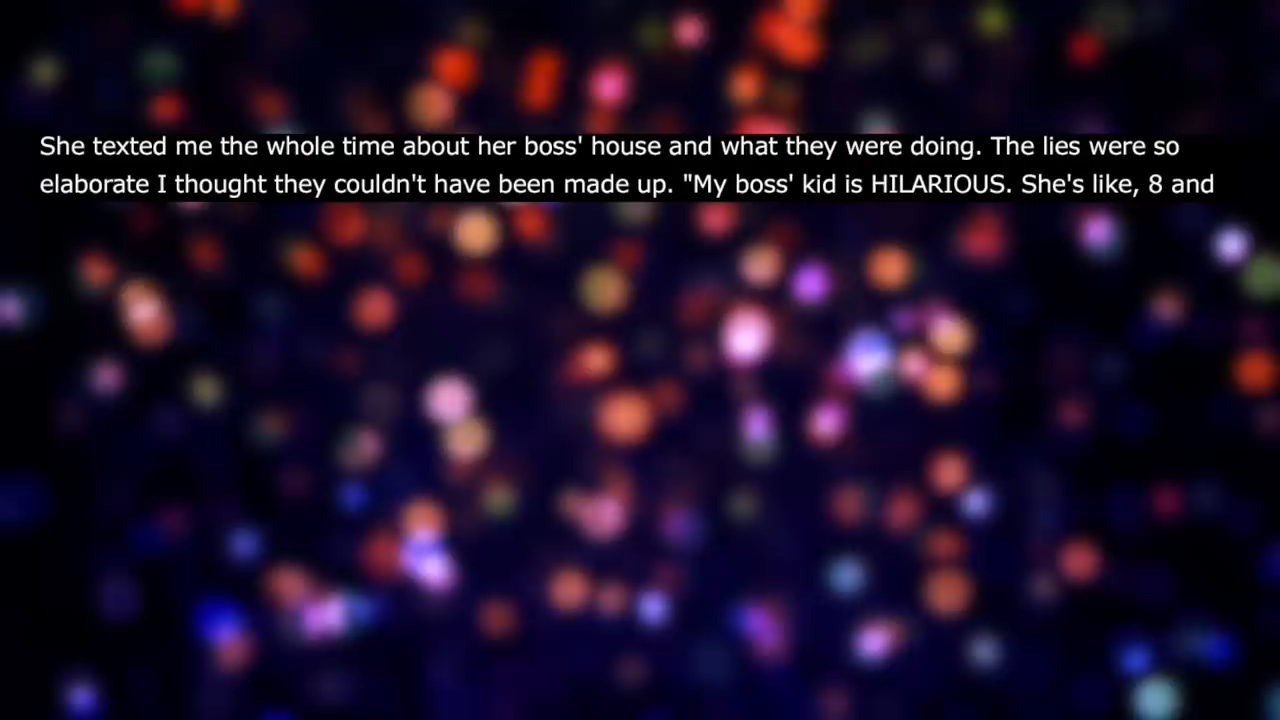 She texted me the whole time about her boss' house and what they were doing. The lies were so
elaborate I thought they couldn't have been made up. "My boss' kid is HILARIOUS. She's like, 8 and